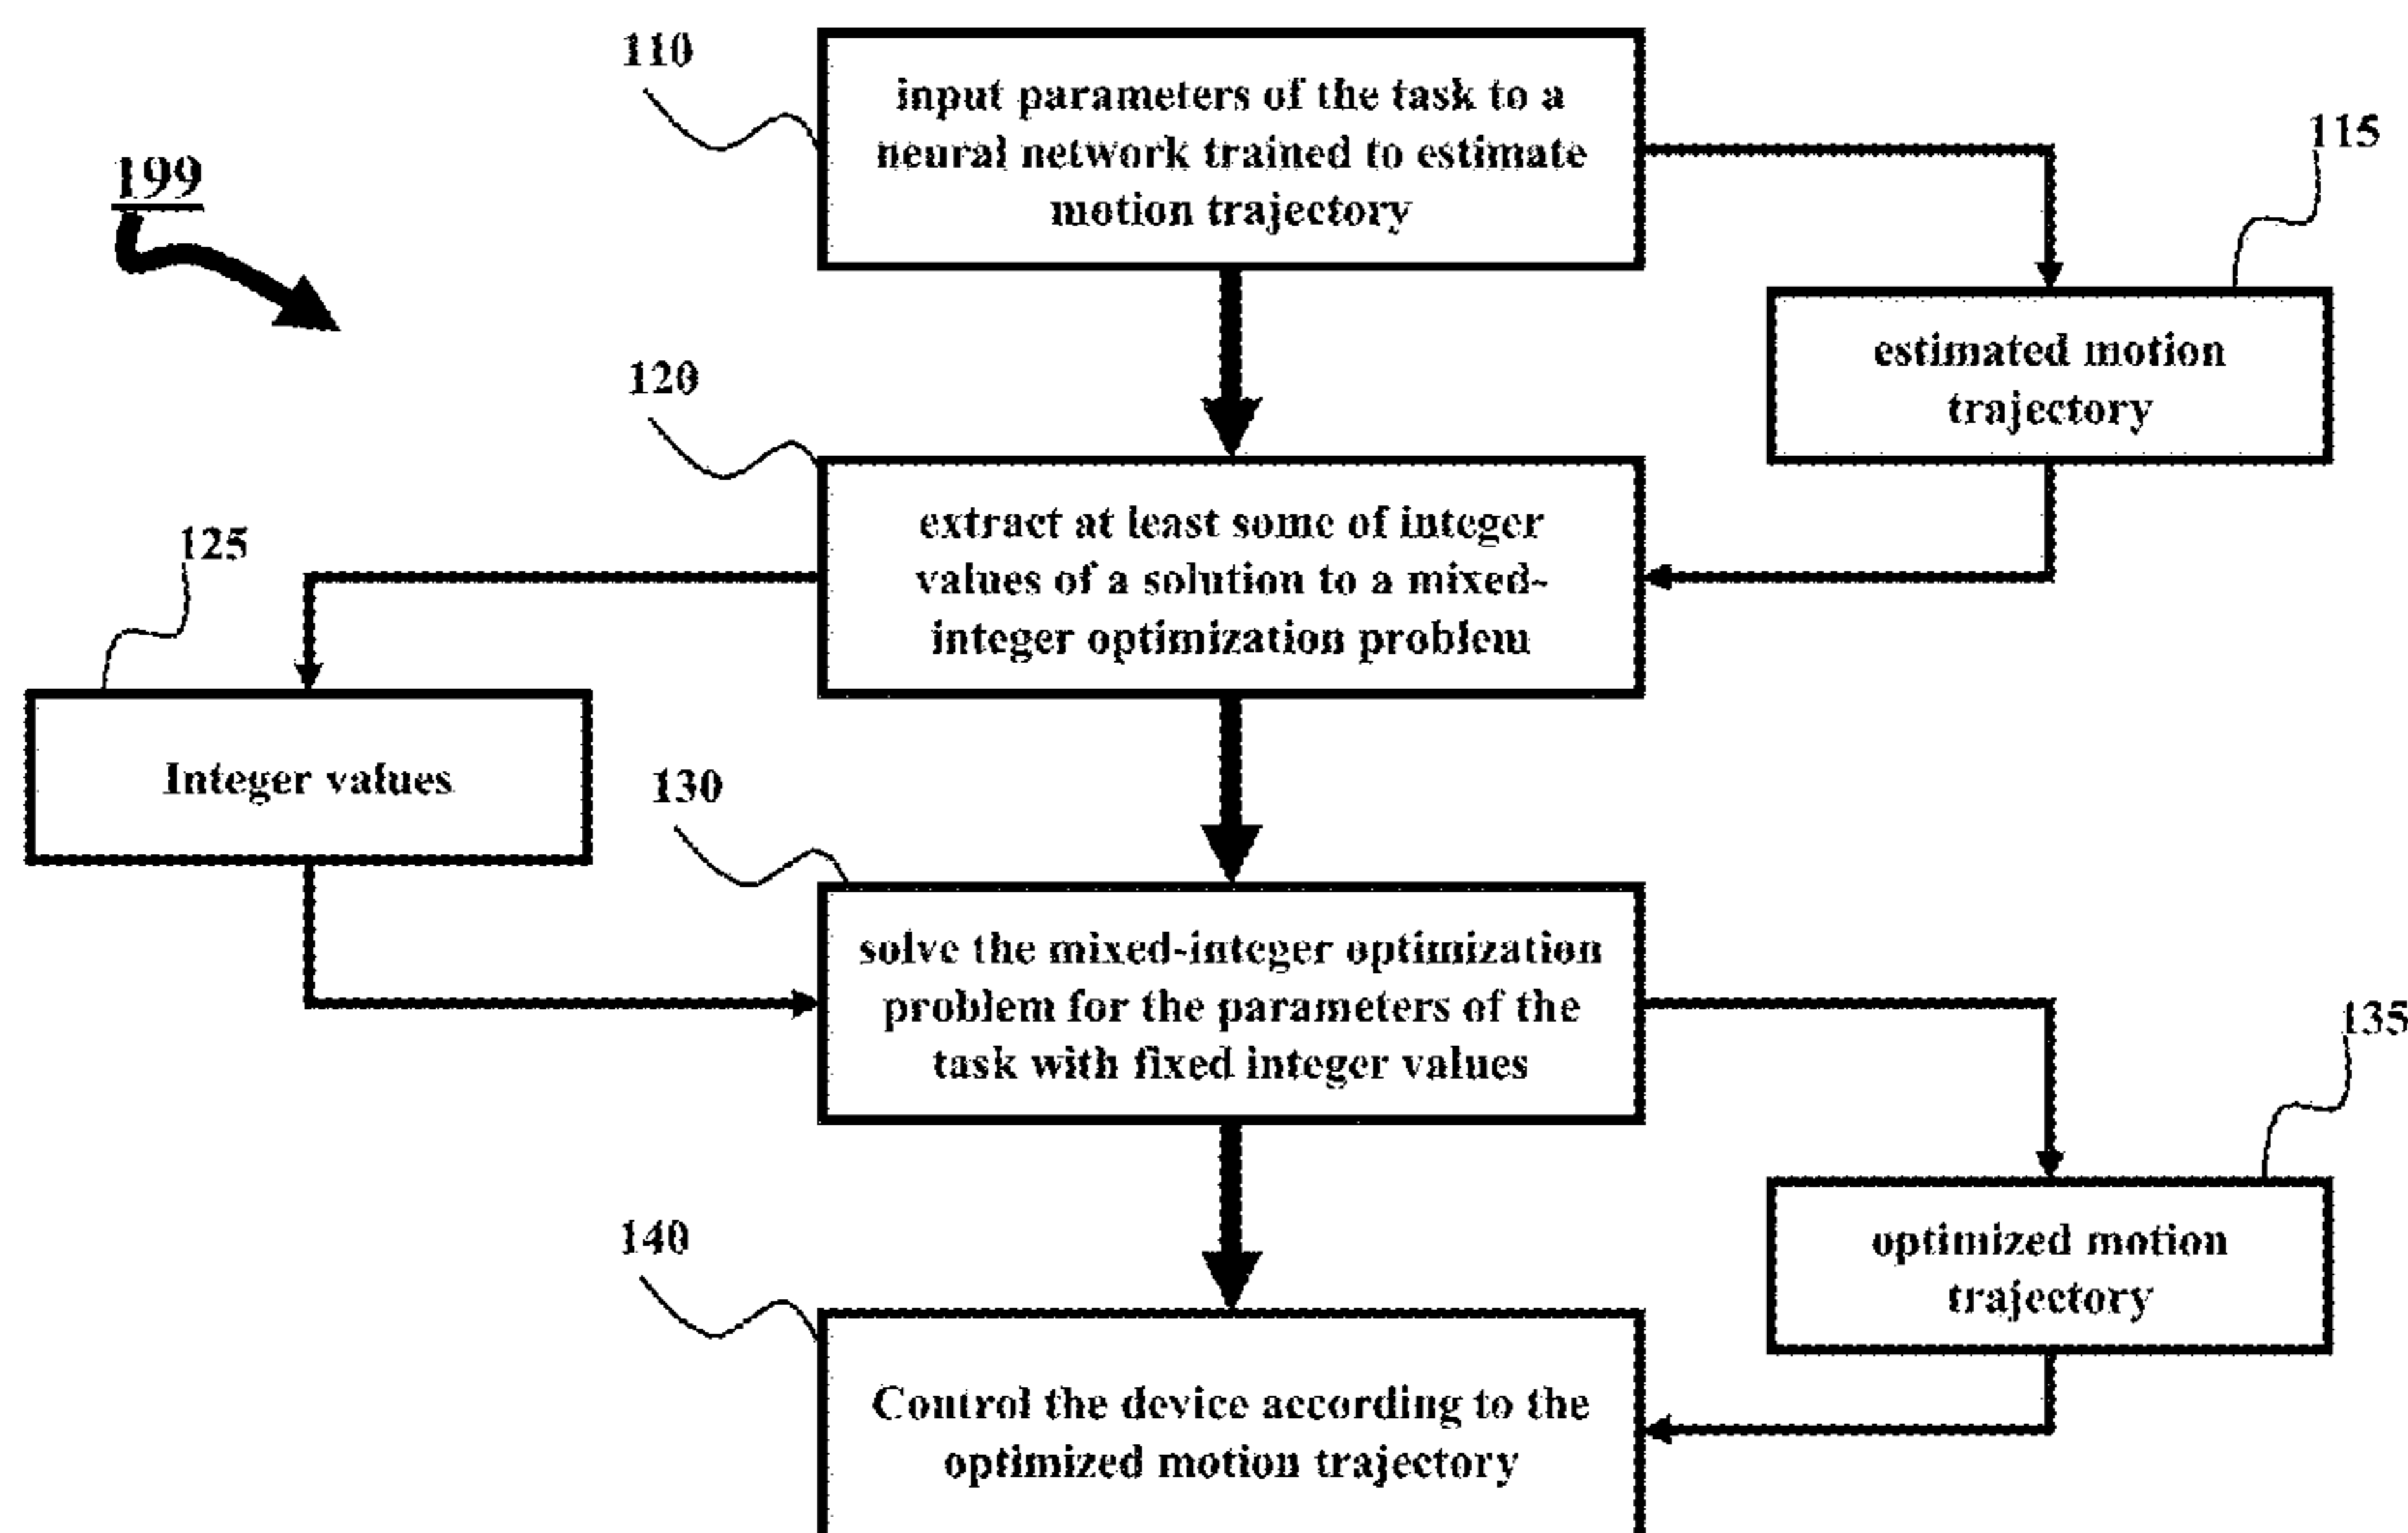 110
input parameters of the task to a
neural network trained to estimate
motion trajectory
115
199
estimated motion
trajectory
120
extract at least some of integer
values of a solution to a mixed-
integer optimization problem
125
Integer values
130
solve the mixed-integer optimization
problem for the parameters of the
task with fixed integer values
135
optimized motion
trajectory
140
Control the device according to the
optimized motion trajectory